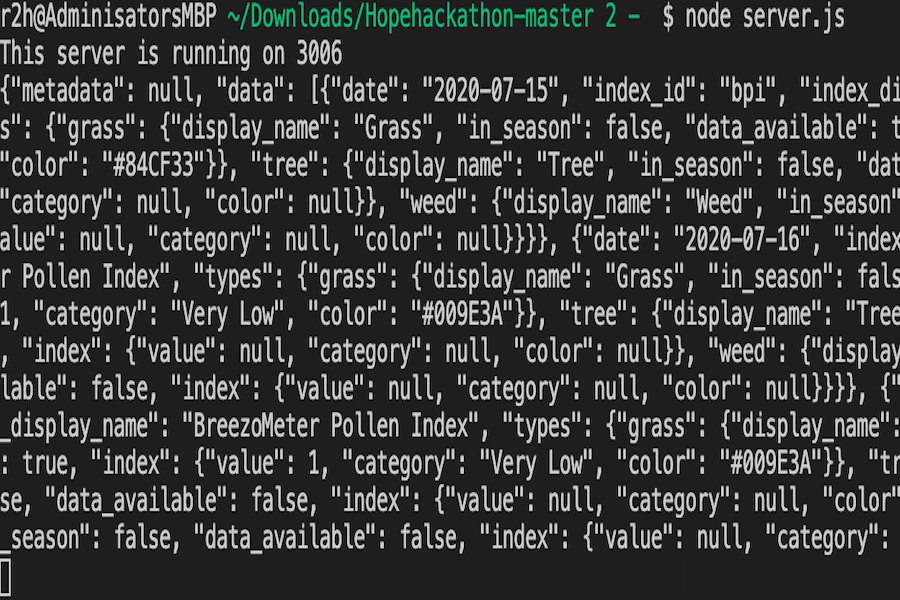 r2h@AdminisatorsMBP ~/Downloads/Hopehackathon-master 2 – $ node server.js
This server is running on 3006
{"metadata": null, "data": [{"date": "2020-07-15", "index_id": "bpi", "index_di
s": {"grass": {"display_name": "Grass", "in_season": false, "data_available": t
"color": "#84CF33"}}, "tree": {"display_name": "Tree", "in_season": false, "dat
"category": null, "color": null}}, "weed": {"display_name": "Weed", "in_season"
alue": null, "category": null, "color": null}}}}, {"date": "2020-07-16", "index
r Pollen Index", "types": {"grass": {"display_name": "Grass", "in_season": fals
1, "category": "Very Low", "color": "#009E3A"}}, "tree": {"display_name": "Tree
, "index": {"value": null, "category": null, "color": null}}, "weed": {"display
lable": false, "index": {"value": null, "category": null, "color": null}}}}, {"
_display_name": "BreezoMeter Pollen Index", "types": {"grass": {"display_name":
: true, "index": {"value": 1, "category": "Very Low", "color": "#009E3A"}}, "tr
se, "data_available": false, "index": {"value": null, "category": null, "color"
_season": false, "data_available": false, "index": {"value": null, "category":